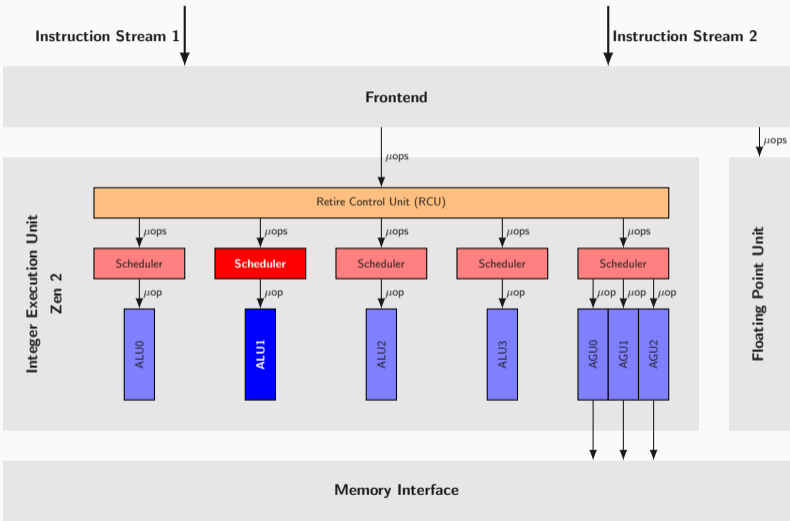 Instruction Stream 1
Instruction Stream 2
Frontend
μops
μops
Integer Execution Unit
Zen 2
Retire Control Unit (RCU)
μops
μops
μops
μops
μops
Scheduler
Scheduler
Scheduler
Scheduler
Scheduler
μop
μop
μop
μop
μop
μop
μop
ALU0
ALU1
ALU2
ALU3
AGU0
AGU1
AGU2
Floating Point Unit
Memory Interface